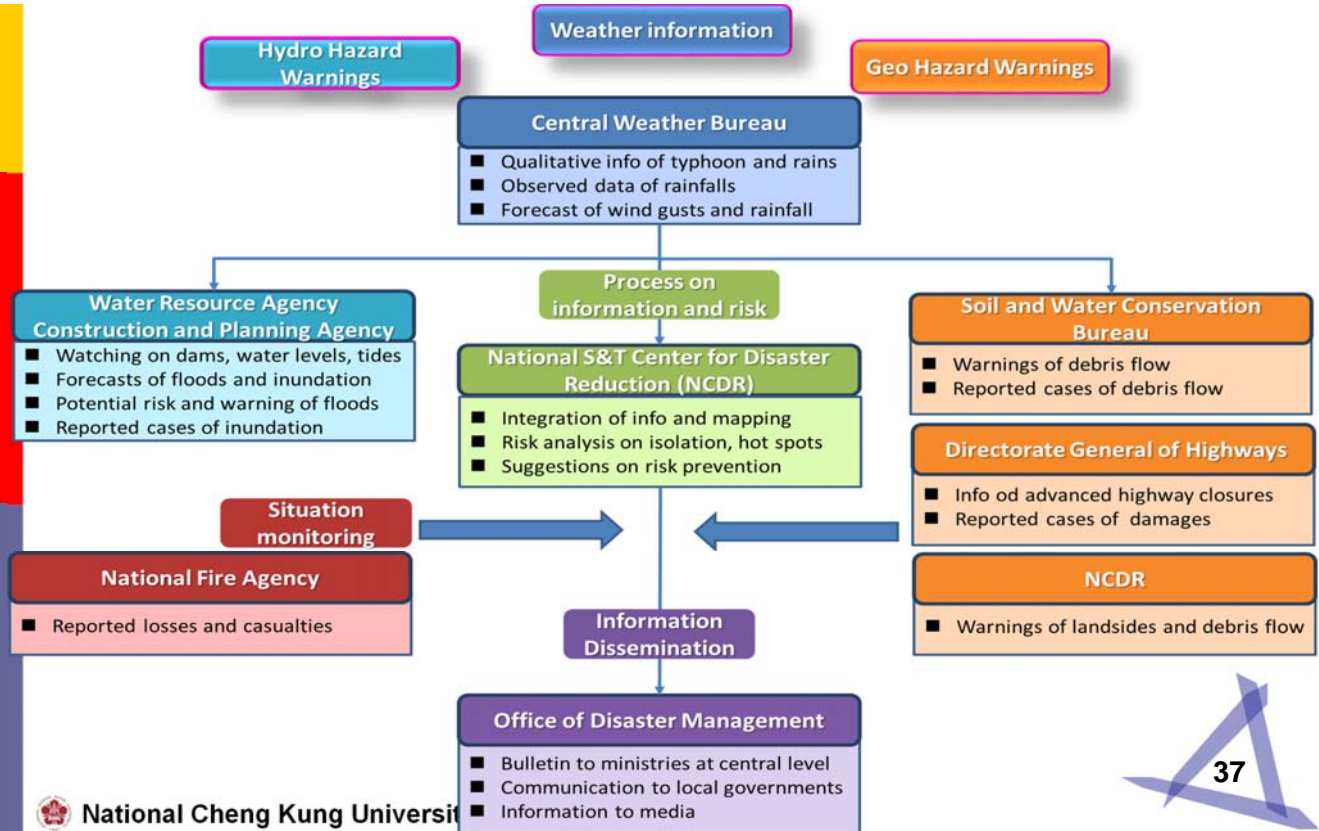 Weather information
Hydro Hazard
Warnings
Geo Hazard Warnings
Central Weather Bureau
■ Qualitative info of typhoon and rains
■ Observed data of rainfalls
■ Forecast of wind gusts and rainfall
Process on
information and risk
Water Resource Agency
Construction and Planning Agency
■ Watching on dams, water levels, tides
■ Forecasts of floods and inundation
■ Potential risk and warning of floods
■ Reported cases of inundation
National S&T Center for Disaster
Reduction (NCDR)
■ Integration of info and mapping
■ Risk analysis on isolation, hot spots
■ Suggestions on risk prevention
Soil and Water Conservation
Bureau
■ Warnings of debris flow
■ Reported cases of debris flow
Directorate General of Highways
■ Info od advanced highway closures
■ Reported cases of damages
Situation
monitoring
National Fire Agency
■ Reported losses and casualties
NCDR
■ Warnings of landsides and debris flow
Information
Dissemination
Office of Disaster Management
■ Bulletin to ministries at central level
■ Communication to local governments
■ Information to media
National Cheng Kung Universit
37